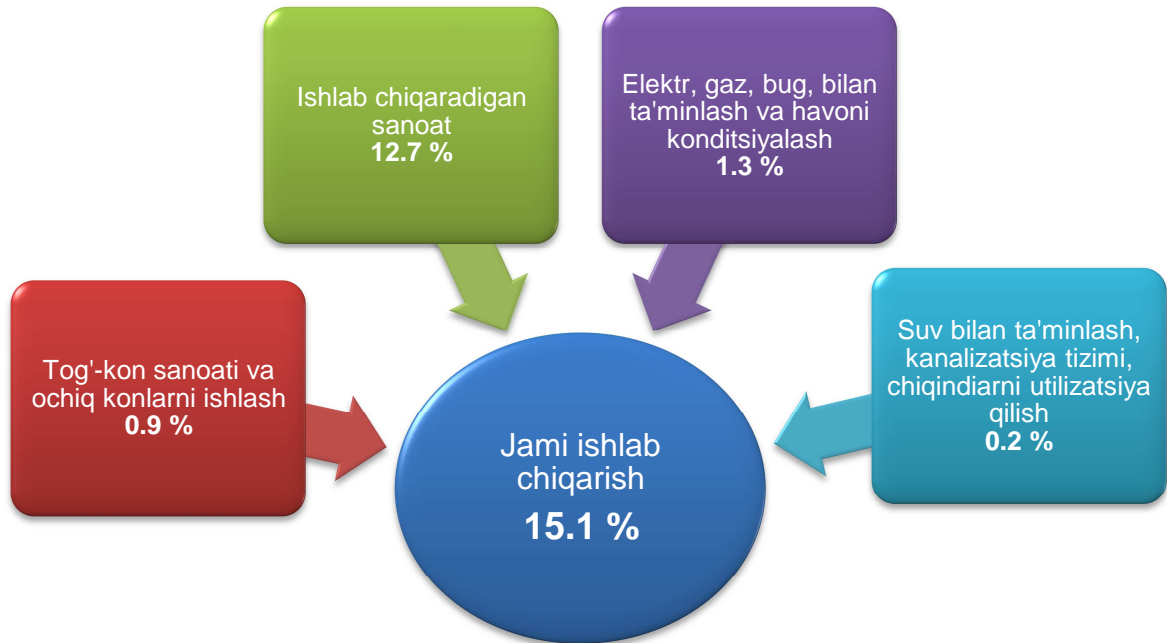 Ishlab chiqaradigan
sanoat
12.7 %
Elektr, gaz, bug, bilan
ta'minlash va havoni
konditsiyalash
1.3 %
Tog'-kon sanoati va
ochiq konlarni ishlash
0.9 %
Suv bilan ta'minlash,
kanalizatsiya tizimi,
chiqindiarni utilizatsiya
qilish
0.2 %
Jami ishlab
chiqarish
15.1 %